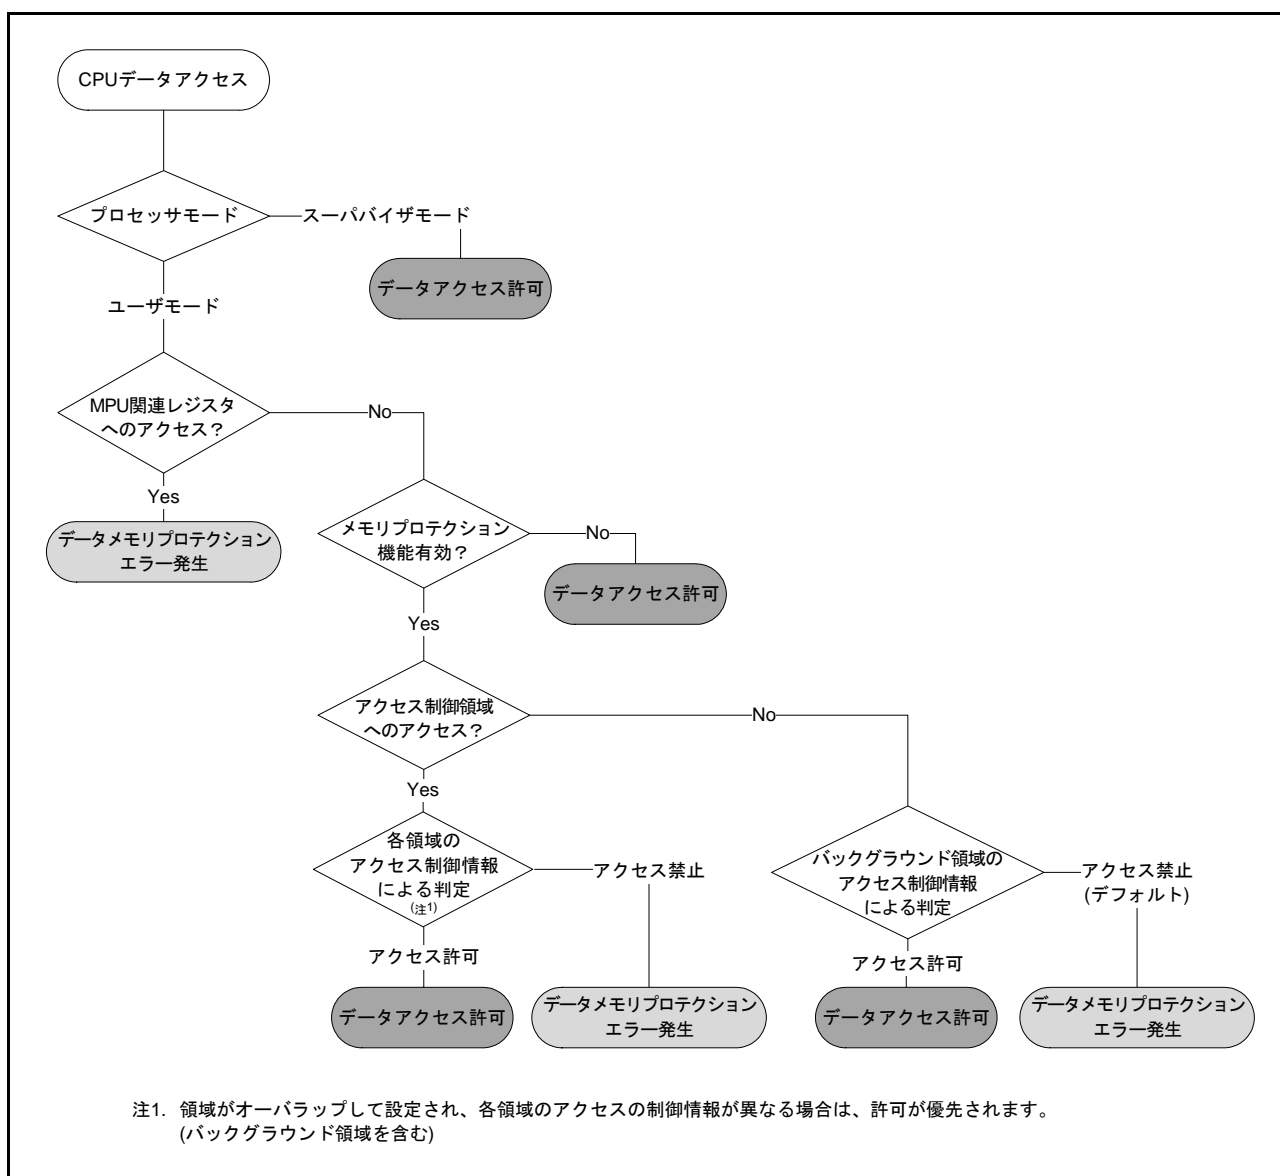 CPUデータアクセス
プロセッサモード
スーパバイザモード
データアクセス許可
ユーザモード
MPU関連レジスタ
へのアクセス？
No
Yes
データメモリプロテクション
エラー発生
メモリプロテクション
機能有効？
No
データアクセス許可
Yes
アクセス制御領域
へのアクセス？
No
Yes
各領域の
アクセス制御情報
による判定
(注1)
アクセス禁止
アクセス許可
データアクセス許可
データメモリプロテクション
エラー発生
バックグラウンド領域の
アクセス制御情報
による判定
アクセス禁止
(デフォルト)
アクセス許可
データアクセス許可
データメモリプロテクション
エラー発生
注1. 領域がオーバラップして設定され、各領域のアクセスの制御情報が異なる場合は、許可が優先されます。
(バックグラウンド領域を含む)